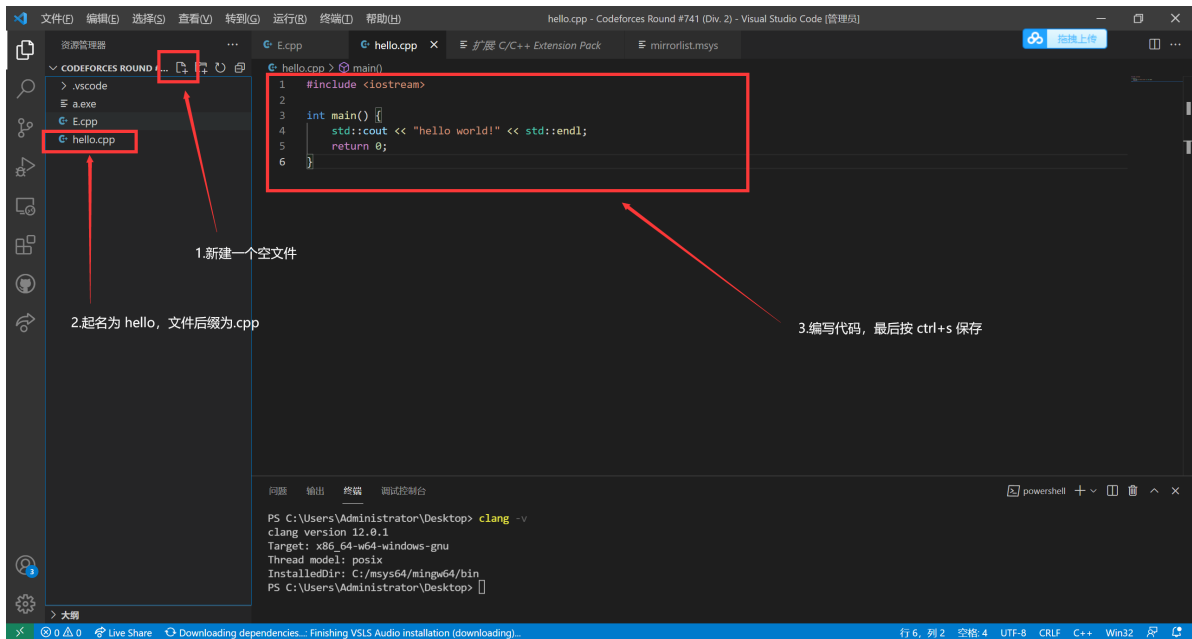 文件(F) 编辑(E) 选择(S) 查看(V) 转到(G) 运行(R) 终端(T) 帮助(H) hello.cpp - Codeforces Round #741 (Div. 2) - Visual Studio Code [管理员]
资源管理器
E.cpp hello.cpp 扩展 C/C++ Extension Pack mirrorlist.msys
拖拽上传
CODEFORCES ROUND #...
hello.cpp > main()
.vscode
a.exe
E.cpp
hello.cpp
1 #include <iostream>
2
3 int main() {
4 std::cout << "hello world!" << std::endl;
5 return 0;
6 }
1.新建一个空文件
2.起名为 hello，文件后缀为.cpp
3.编写代码，最后按 ctrl+s 保存
问题 输出 终端 调试控制台 powershell
PS C:\Users\Administrator\Desktop> clang -v
clang version 12.0.1
Target: x86_64-w64-windows-gnu
Thread model: posix
InstalledDir: C:/msys64/mingw64/bin
PS C:\Users\Administrator\Desktop>
3
大纲
0 0 Live Share Downloading dependencies...: Finishing VSLS Audio installation (downloading)... 行 6，列 2 空格: 4 UTF-8 CRLF C++ Win32